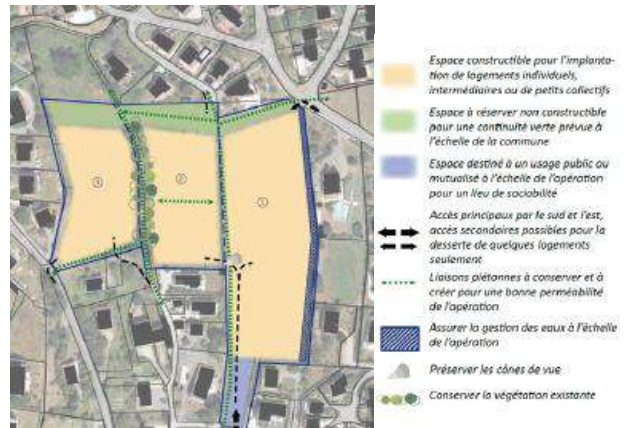 Espace constructible pour l'implanta-
tion de logements individuels,
intermédiaires ou de petits collectifs
Espace à réserver non constructible
pour une continuité verte prévue à
l'échelle de la commune
Espace destiné à un usage public ou
mutualisé à l'échelle de l'opération
pour un lieu de sociabilité
Accès principaux par le sud et l'est,
accès secondaires possibles pour la
desserte de quelques logements
seulement
Liaisons piétonnes à conserver et à
créer pour une bonne perméabilité
de l'opération
Assurer la gestion des eaux à l'échelle
de l'opération
Préserver les cônes de vue
Conserver la végétation existante
3
2
1